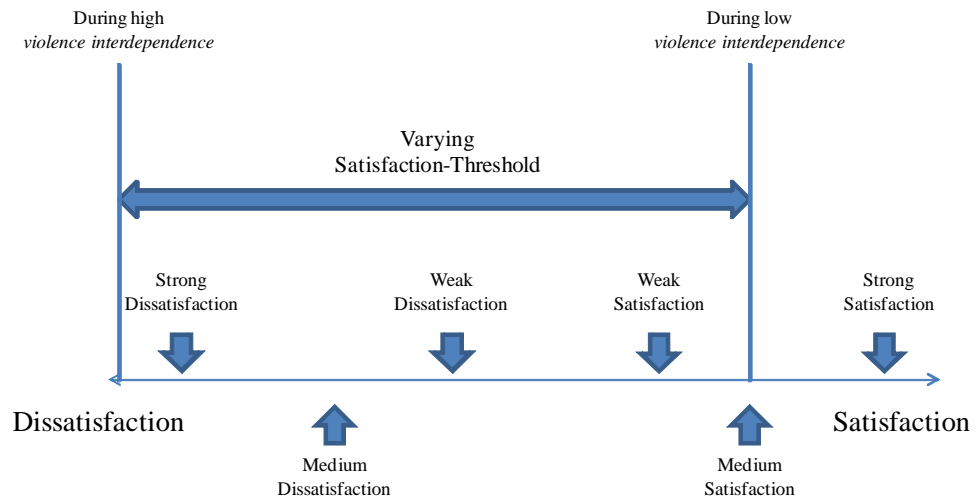 During high
violence interdependence
During low
violence interdependence
Varying
Satisfaction-Threshold
Strong
Dissatisfaction
Weak
Dissatisfaction
Weak
Satisfaction
Strong
Satisfaction
Dissatisfaction
Satisfaction
Medium
Dissatisfaction
Medium
Satisfaction